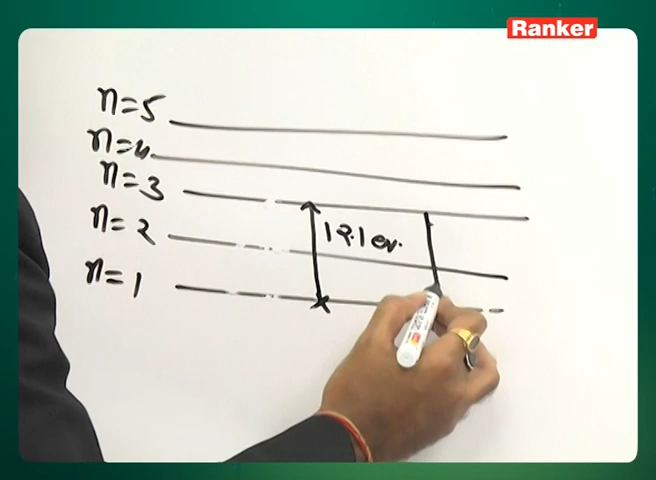 Ranker
n=5
n=4
n=3
n=2
12.1 ev.
n=1